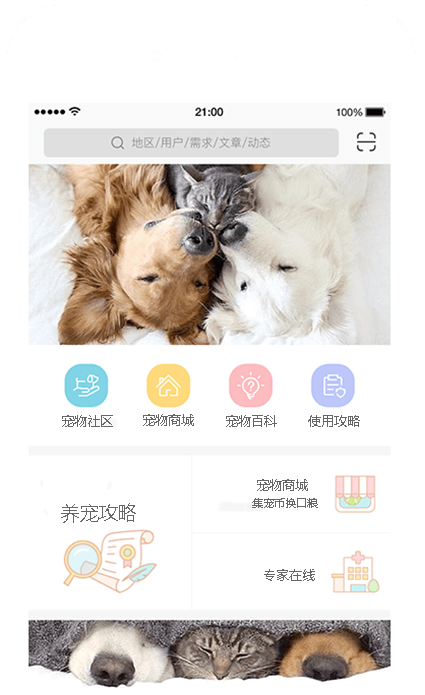 21:00
100%
地区/用户/需求/文章/动态
宠物社区
宠物商城
宠物百科
使用攻略
养宠攻略
宠物商城
集宠币换口粮
专家在线